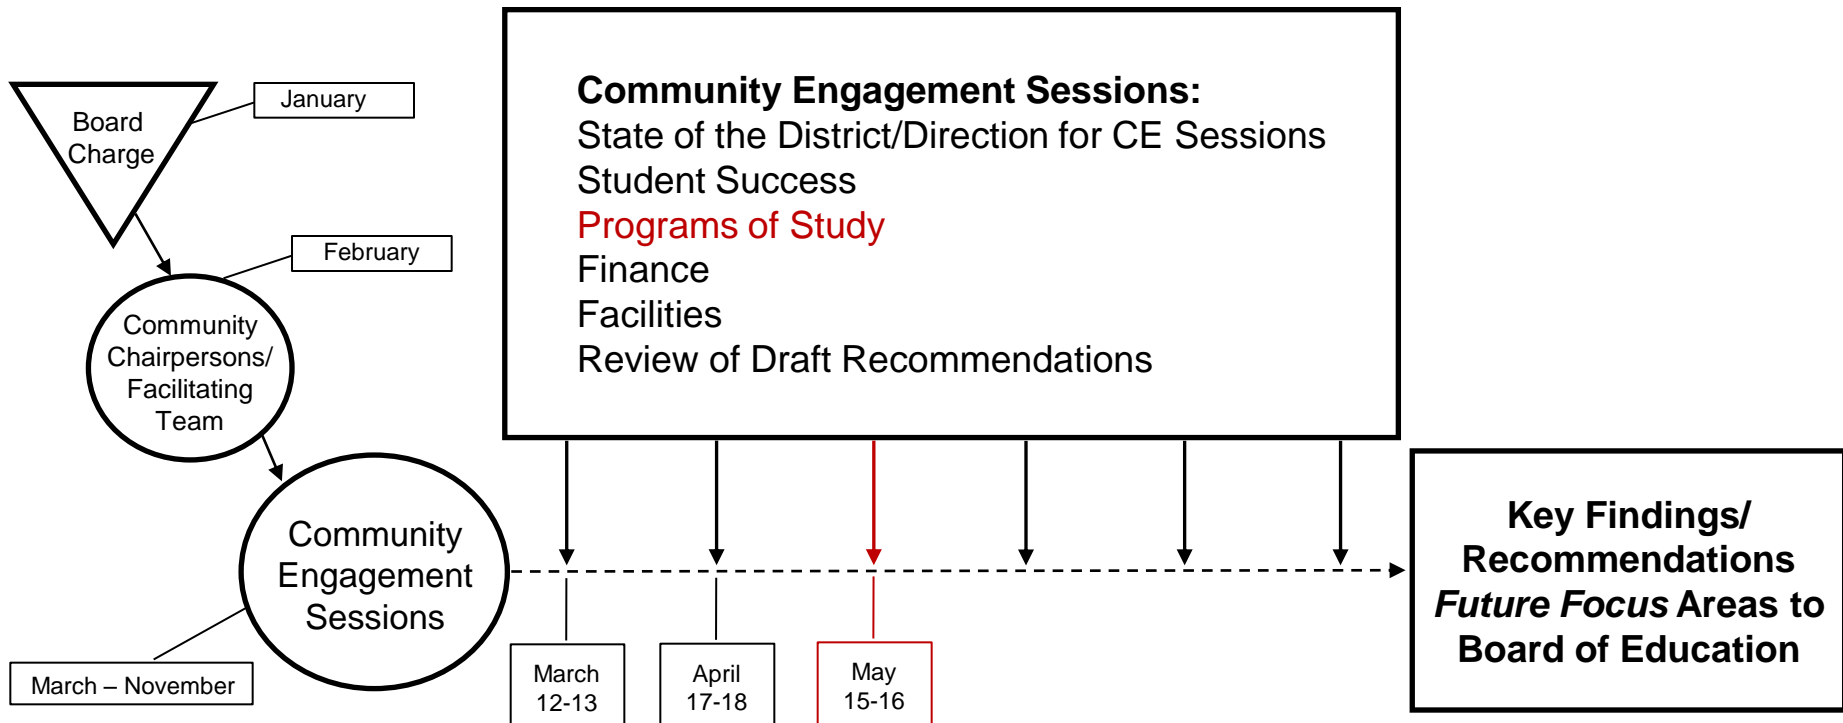 Board
Charge
January
February
Community
Chairpersons/
Facilitating
Team
Community
Engagement
Sessions
March – November
Community Engagement Sessions:
State of the District/Direction for CE Sessions
Student Success
Programs of Study
Finance
Facilities
Review of Draft Recommendations
March
12-13
April
17-18
May
15-16
Key Findings/
Recommendations
Future Focus Areas to
Board of Education